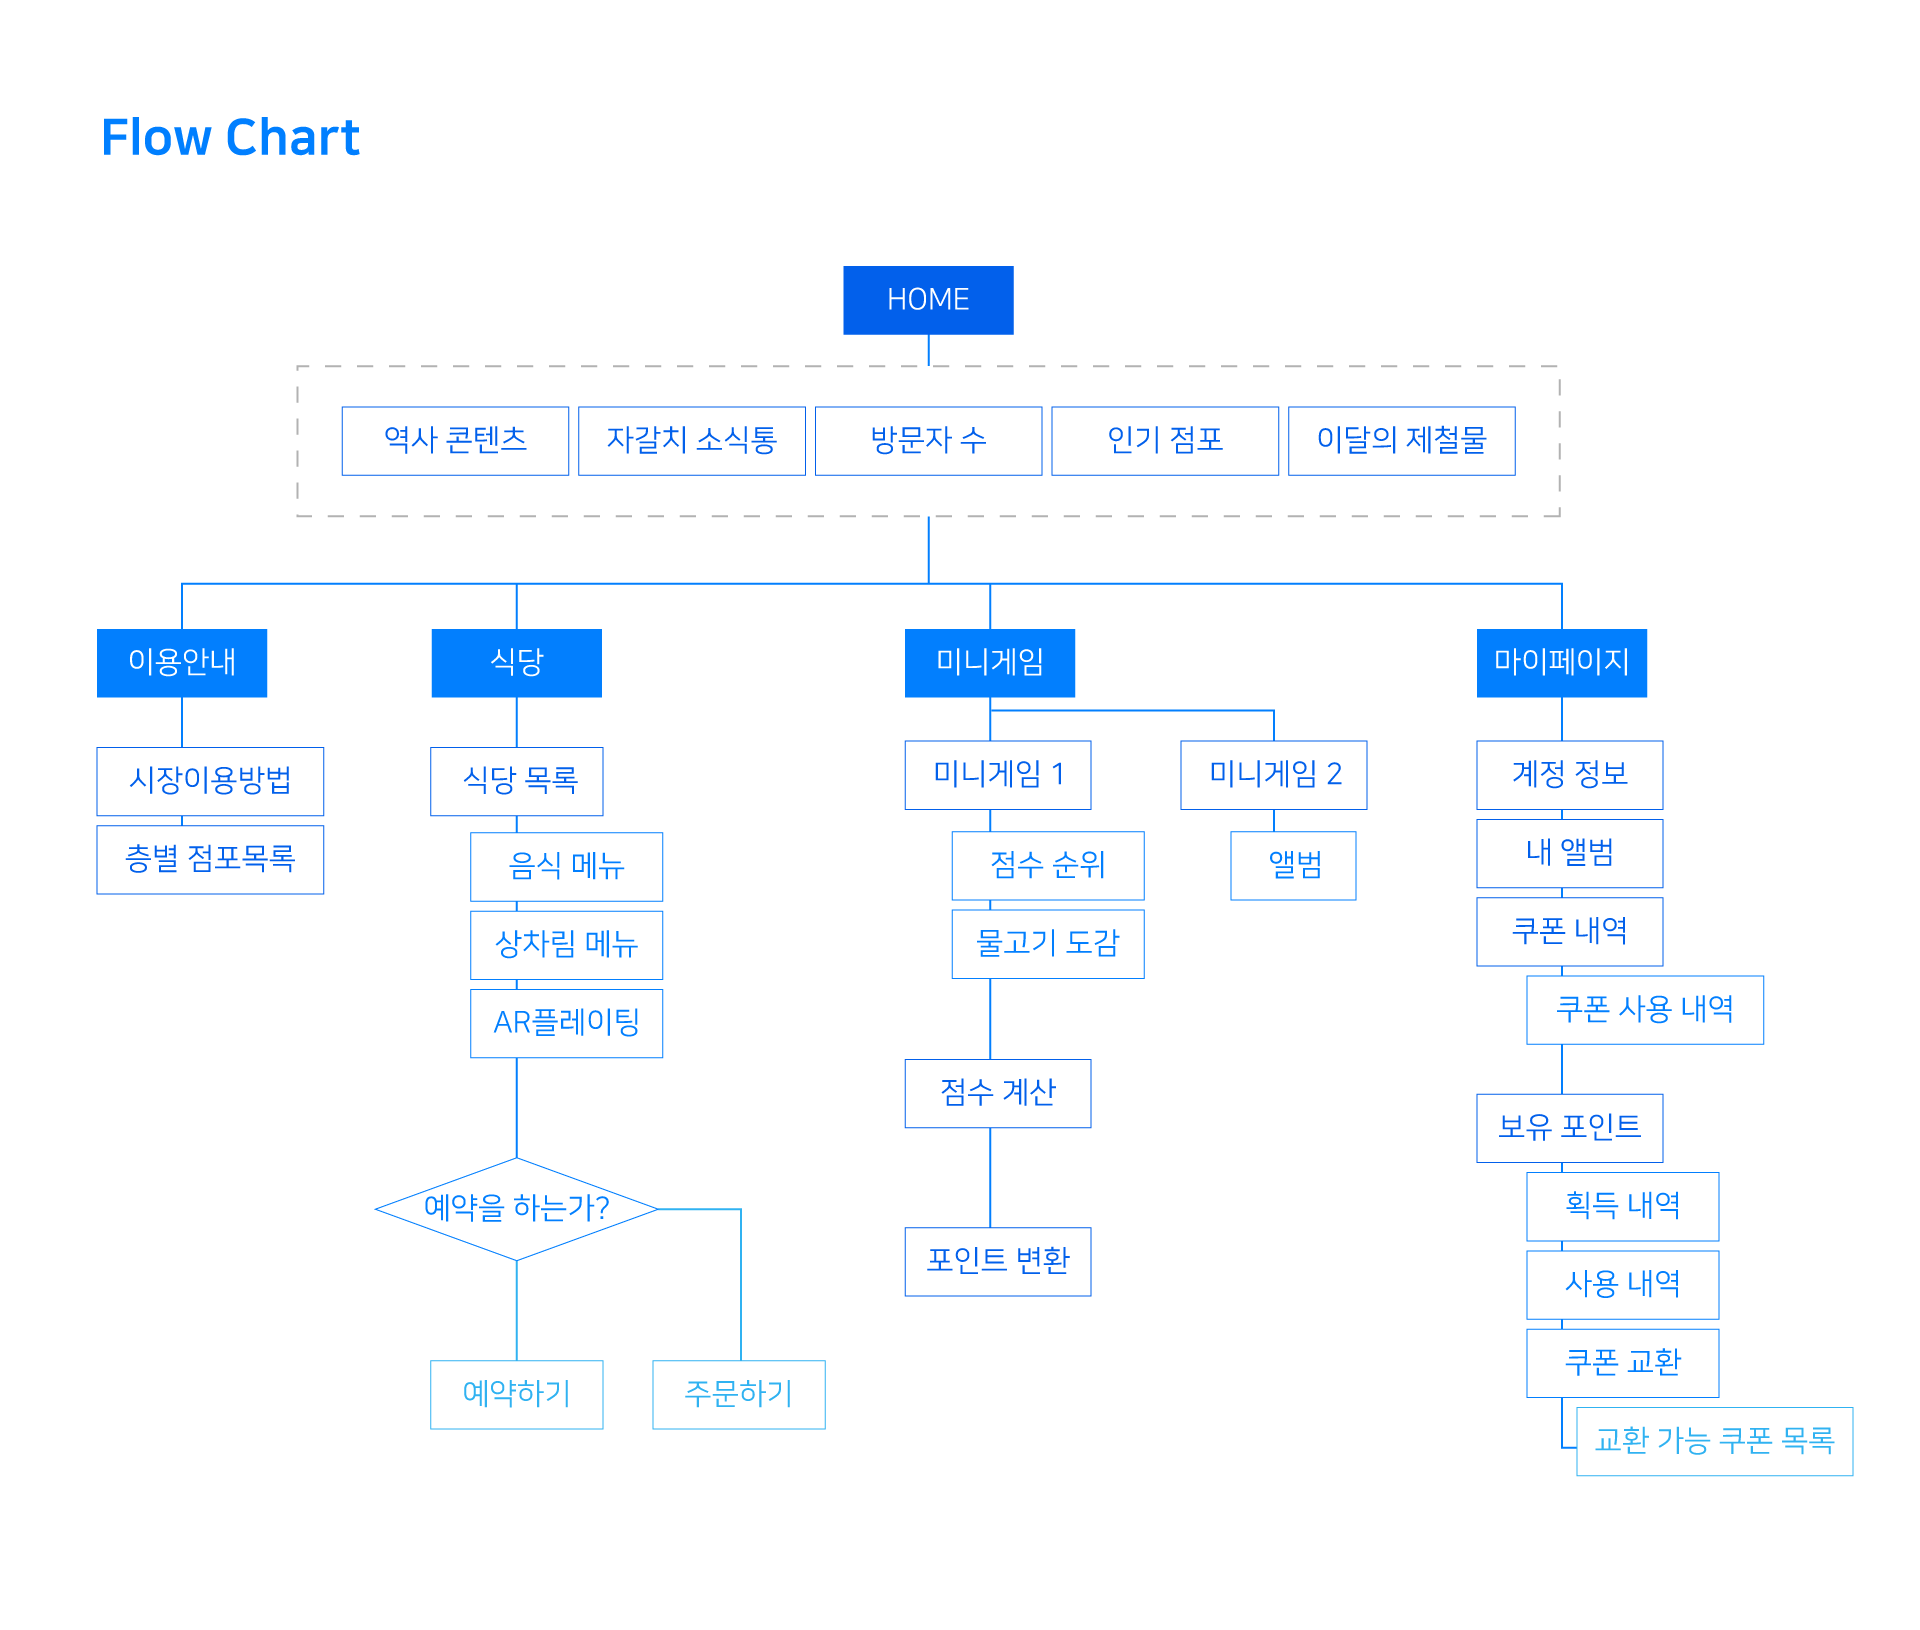 Flow Chart
HOME
역사 콘텐츠
자갈치 소식통
방문자 수
인기 점포
이달의 제철물
이용안내
식당
미니게임
마이페이지
시장이용방법
층별 점포목록
식당 목록
음식 메뉴
상차림 메뉴
AR플레이팅
예약을 하는가?
예약하기
주문하기
미니게임 1
점수 순위
물고기 도감
점수 계산
포인트 변환
미니게임 2
앨범
계정 정보
내 앨범
쿠폰 내역
쿠폰 사용 내역
보유 포인트
획득 내역
사용 내역
쿠폰 교환
교환 가능 쿠폰 목록